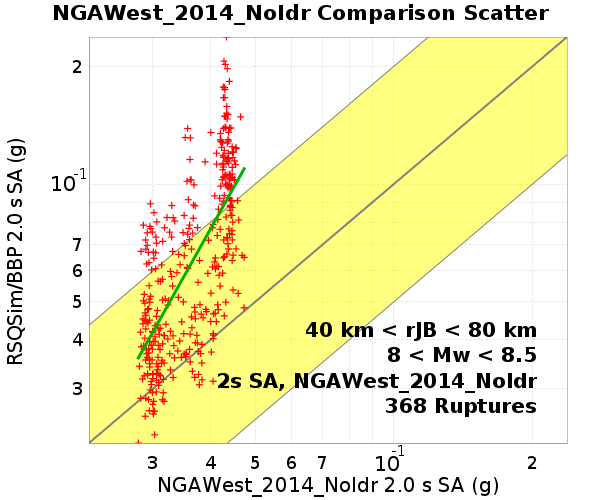 NGAWest_2014_NoIdr Comparison Scatter
RSQSim/BBP 2.0 s SA (g)
2
10⁻¹
7
6
5
4
3
40 km < rJB < 80 km
8 < Mw < 8.5
2s SA, NGAWest_2014_NoIdr
368 Ruptures
3 4 5 6 7 10⁻¹ 2
NGAWest_2014_NoIdr 2.0 s SA (g)